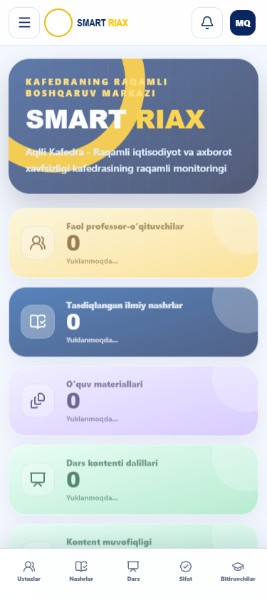 SMART RIAX
MQ
KAFEDRANING RAQAMLI
BOSHQARUV MARKAZI
SMART RIAX
Aqlli Kafedra - Raqamli iqtisodiyot va axborot
xavfsizligi kafedrasining raqamli monitoringi
Faol professor-o'qituvchilar
0
Yuklanmoqda...
Tasdiqlangan ilmiy nashrlar
0
Yuklanmoqda...
O'quv materiallari
0
Yuklanmoqda...
Dars kontenti dalillari
0
Yuklanmoqda...
Kontent muvofiqligi
Ustozlar
Nashrlar
Dars
Sifat
Bitiruvchilar